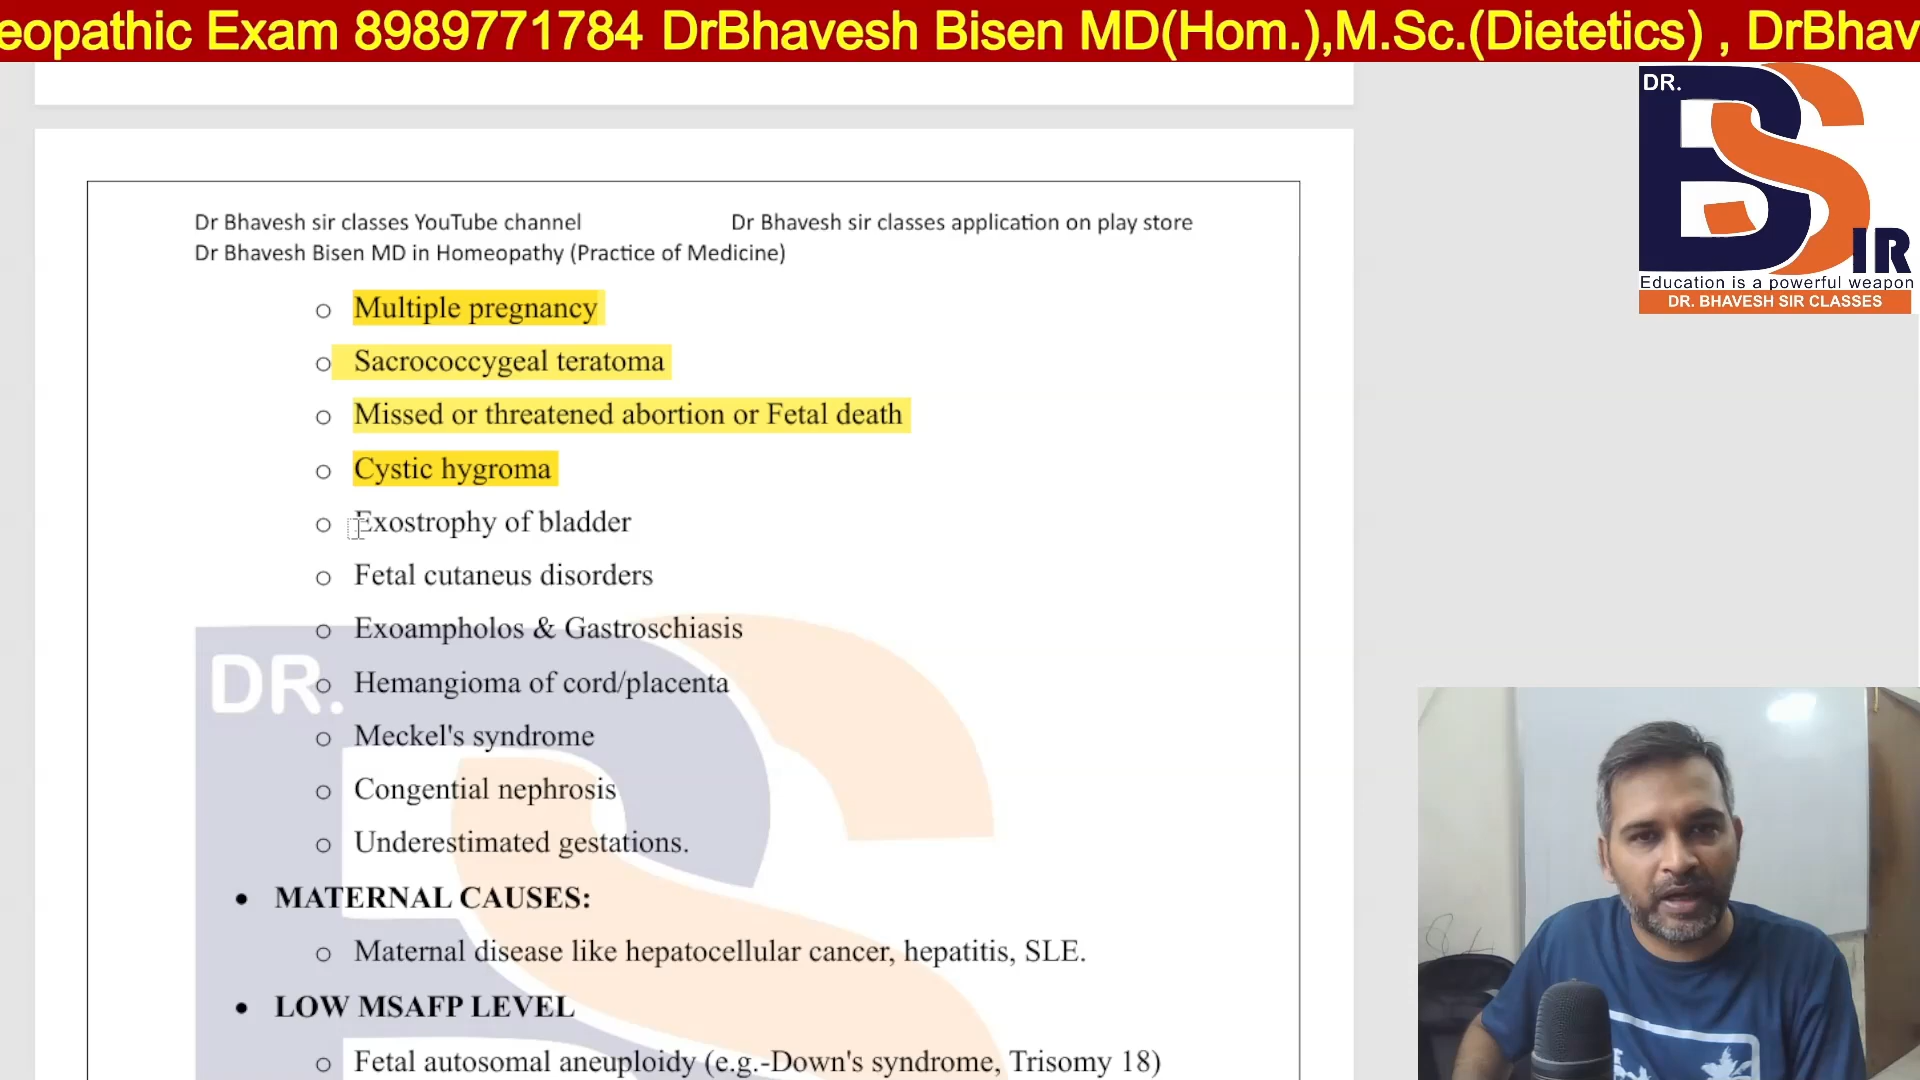 eopathic Exam 8989771784 DrBhavesh Bisen MD(Hom.),M.Sc.(Dietetics) , DrBhav
DR.
BS
IR
Education is a powerful weapon
DR. BHAVESH SIR CLASSES
Dr Bhavesh sir classes YouTube channel Dr Bhavesh sir classes application on play store
Dr Bhavesh Bisen MD in Homeopathy (Practice of Medicine)
o Multiple pregnancy
o Sacrococcygeal teratoma
o Missed or threatened abortion or Fetal death
o Cystic hygroma
o Exostrophy of bladder
o Fetal cutaneus disorders
o Exoampholos & Gastroschiasis
DR.
o Hemangioma of cord/placenta
o Meckel's syndrome
o Congential nephrosis
o Underestimated gestations.
• MATERNAL CAUSES:
o Maternal disease like hepatocellular cancer, hepatitis, SLE.
• LOW MSAFP LEVEL
o Fetal autosomal aneuploidy (e.g.-Down's syndrome, Trisomy 18)